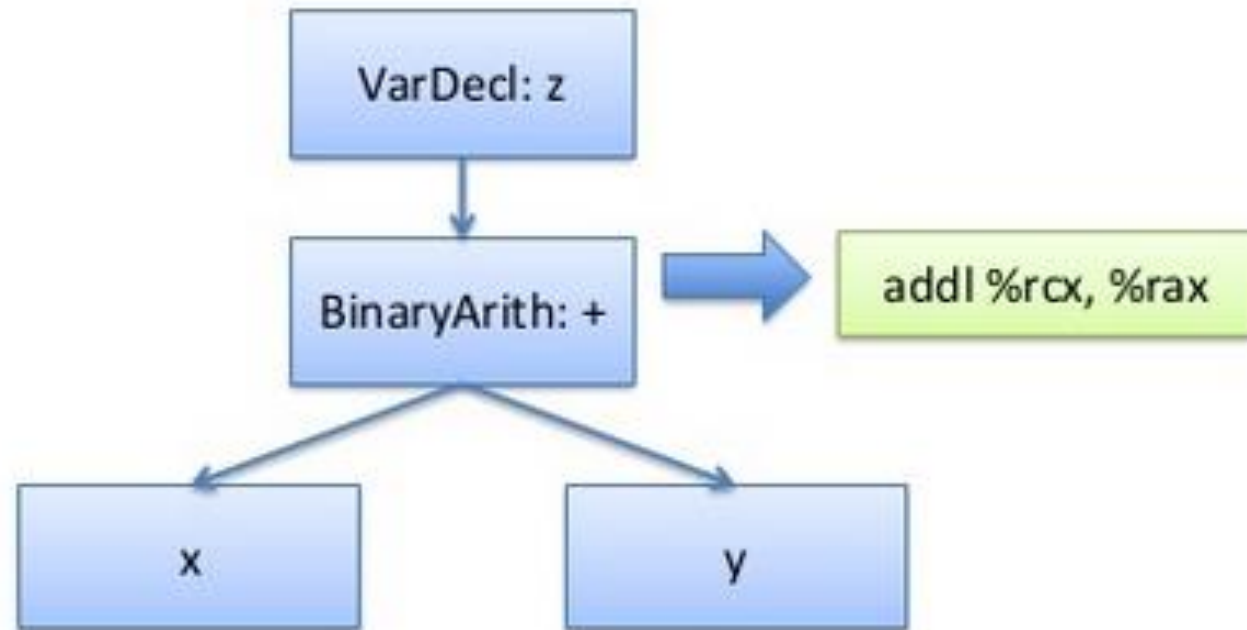 VarDecl: z
BinaryArith: +
addl %rcx, %rax
x
y